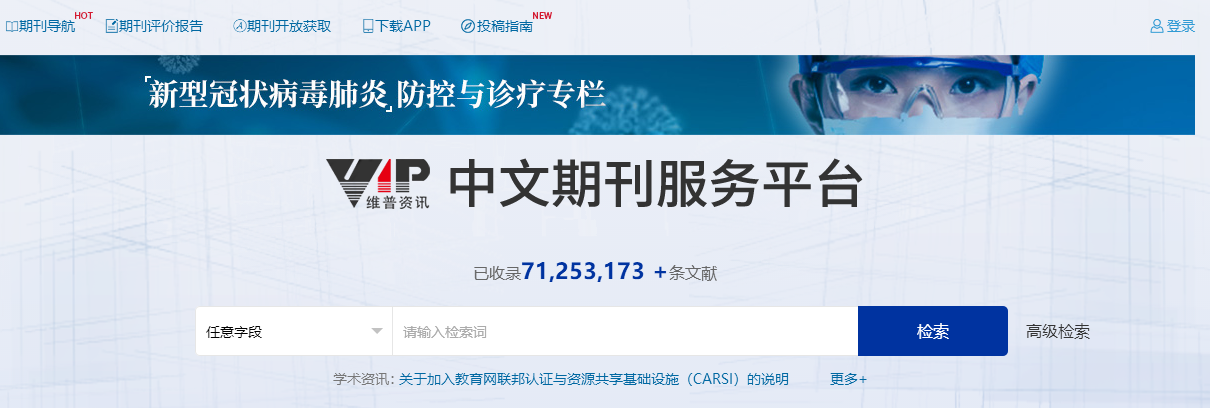 期刊导航 HOT 期刊评价报告 期刊开放获取 下载APP 投稿指南 NEW 登录
新型冠状病毒肺炎 防控与诊疗专栏
VIP 维普资讯 中文期刊服务平台
已收录71,253,173 +条文献
任意字段 请输入检索词 检索 高级检索
学术资讯: 关于加入教育网联邦认证与资源共享基础设施（CARSI）的说明 更多+